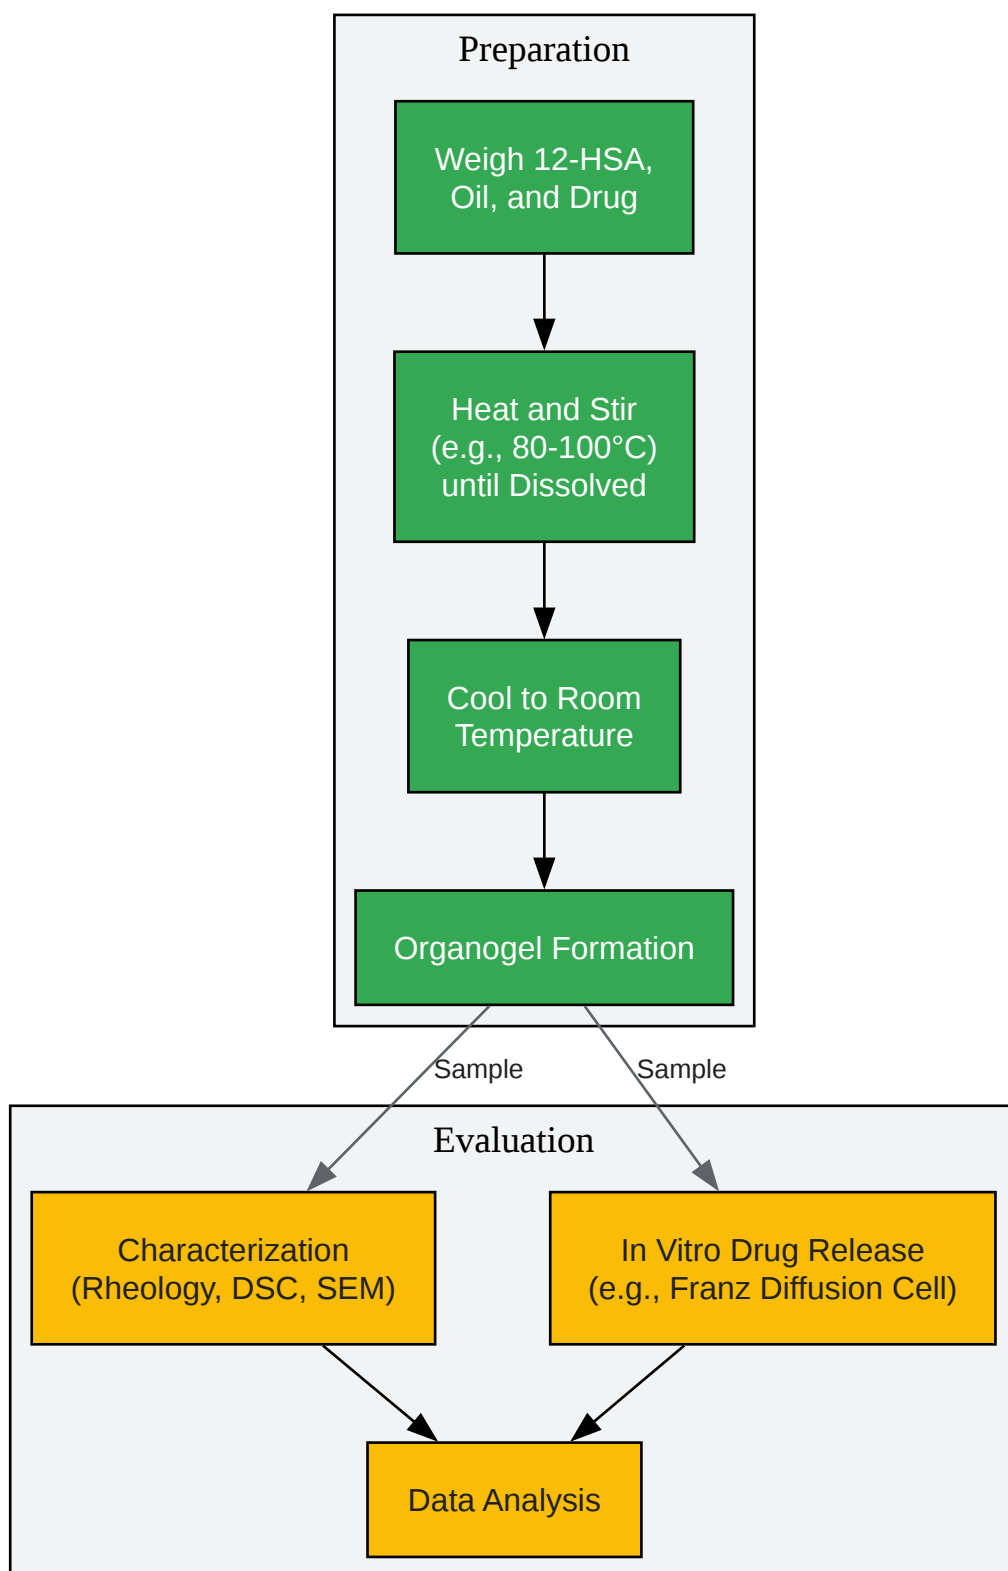 Preparation
Weigh 12-HSA,
Oil, and Drug
Heat and Stir
(e.g., 80-100°C)
until Dissolved
Cool to Room
Temperature
Organogel Formation
Sample
Sample
Evaluation
Characterization
(Rheology, DSC, SEM)
In Vitro Drug Release
(e.g., Franz Diffusion Cell)
Data Analysis